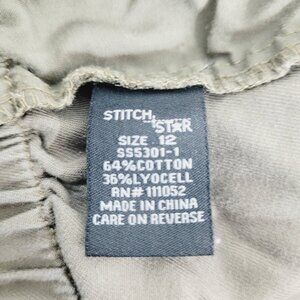 STITCH
STAR
SIZE 12
SS5301-1
64% COTTON
36% LYOCELL
RN# 111052
MADE IN CHINA
CARE ON REVERSE